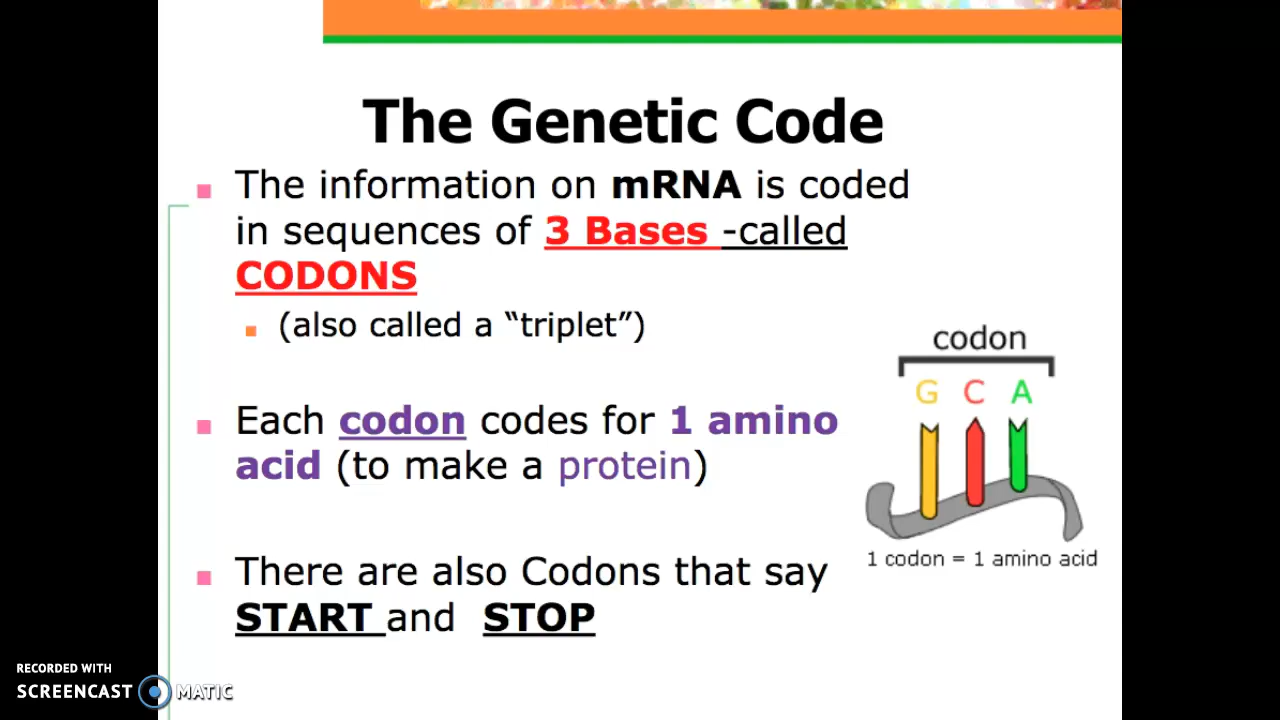 The Genetic Code
The information on mRNA is coded
in sequences of 3 Bases -called
CODONS
(also called a “triplet”)
Each codon codes for 1 amino
acid (to make a protein)
There are also Codons that say
START and STOP
codon
G C A
1 codon = 1 amino acid
RECORDED WITH
SCREENCAST MATIC